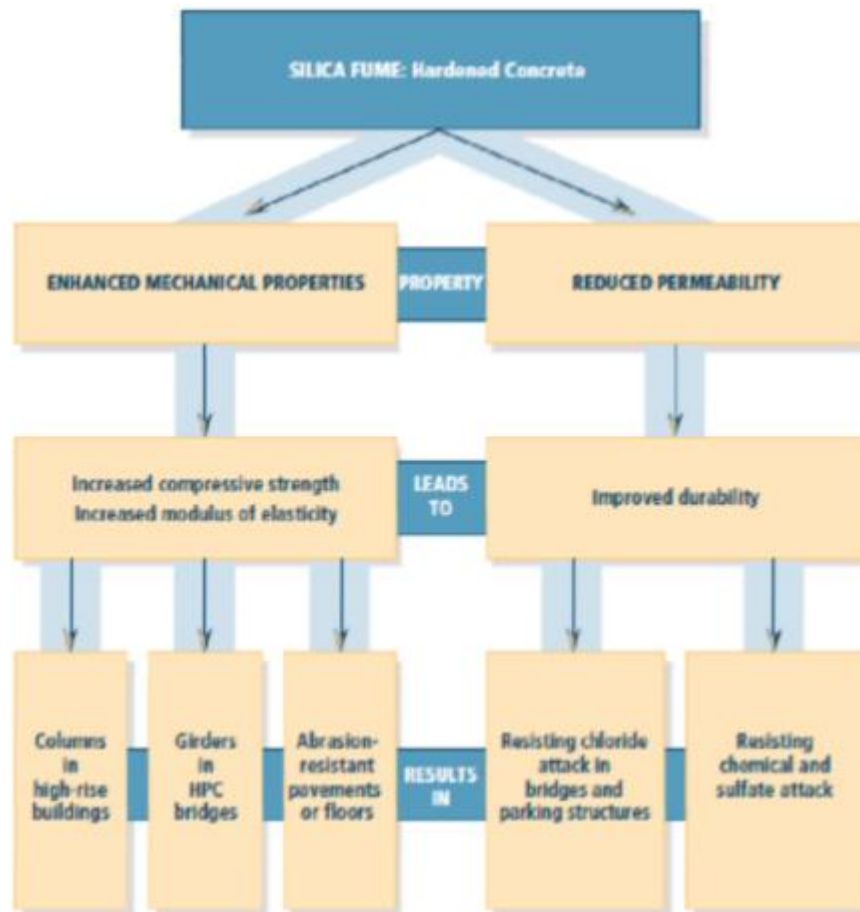 SILICA FUME: Hardened Concrete
ENHANCED MECHANICAL PROPERTIES
PROPERTY
REDUCED PERMEABILITY
Increased compressive strength
Increased modulus of elasticity
LEADS
TO
Improved durability
Columns
in
high-rise
buildings
Girders
in
HPC
bridges
Abrasion-
resistant
pavements
or floors
RESULTS
IN
Resisting chloride
attack in
bridges and
parking structures
Resisting
chemical and
sulfate attack